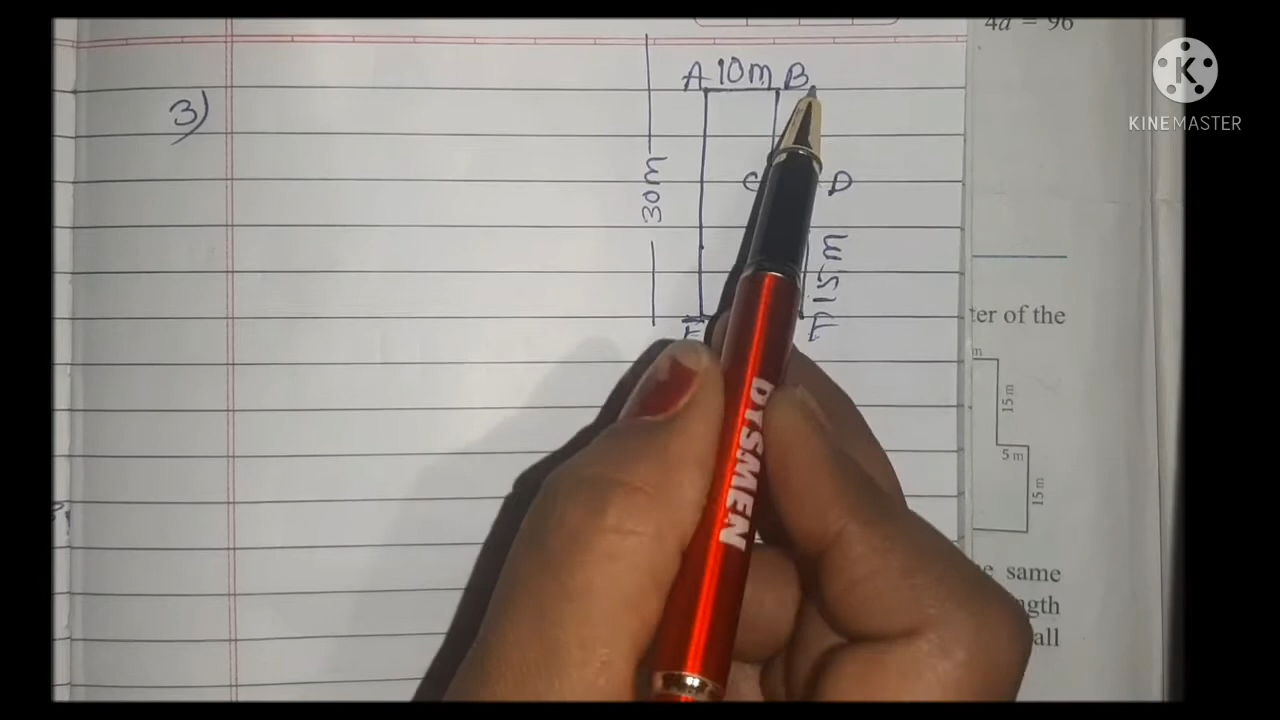 4a = 96
K
KINEMASTER
3)
A 10m B
30m
C D
15m
F
DYSMEN
ter of the
m
15 m
5 m
15 m
same
ngth
all